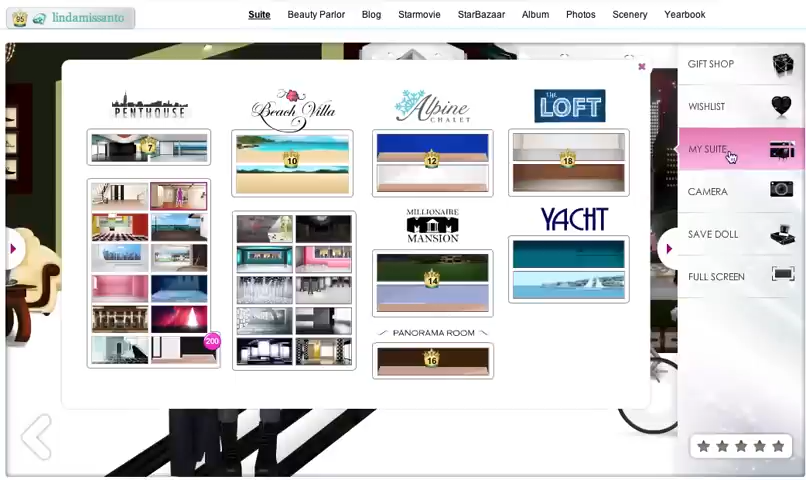 95 lindamissanto
Suite Beauty Parlor Blog Starmovie StarBazaar Album Photos Scenery Yearbook
PENTHOUSE
7
200
Beach Villa
10
Alpine
CHALET
12
MILLIONAIRE
MANSION
14
PANORAMA ROOM
16
THE
LOFT
18
YACHT
GIFT SHOP
WISHLIST
MY SUITE
CAMERA
SAVE DOLL
FULL SCREEN